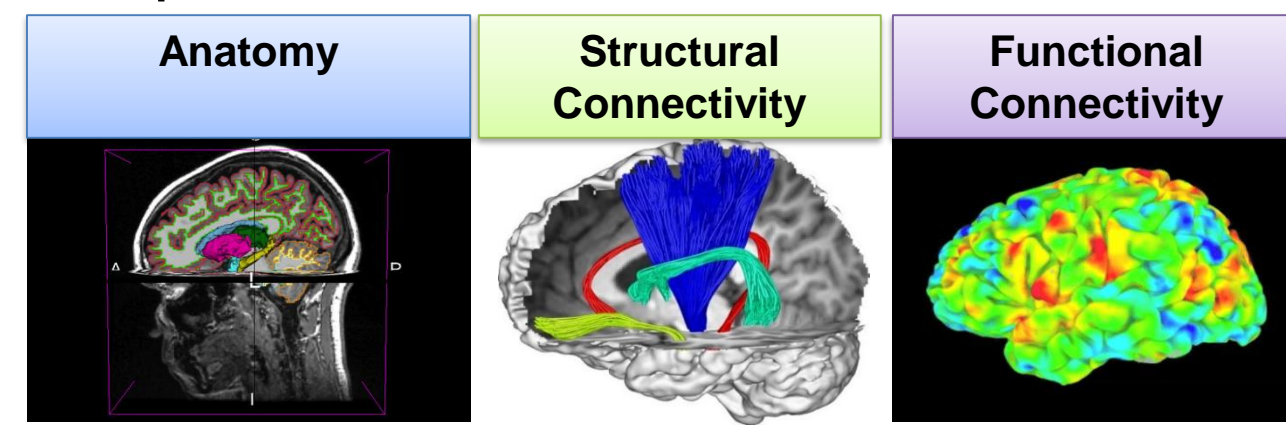 Anatomy
Structural
Connectivity
Functional
Connectivity
A
I